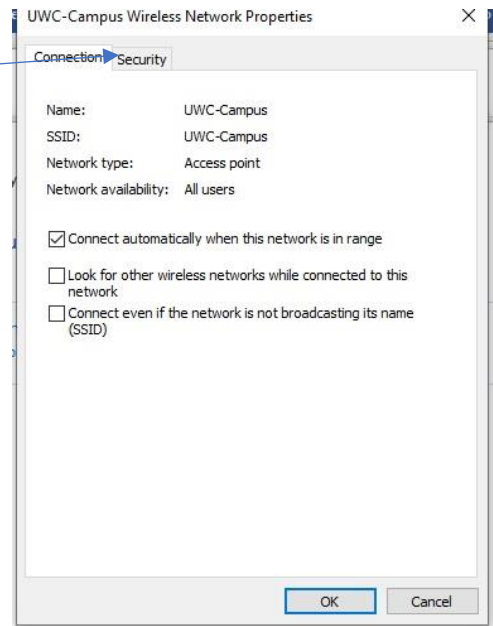 UWC-Campus Wireless Network Properties
Connection Security
Name: UWC-Campus
SSID: UWC-Campus
Network type: Access point
Network availability: All users
Connect automatically when this network is in range
Look for other wireless networks while connected to this
network
Connect even if the network is not broadcasting its name
(SSID)
OK Cancel